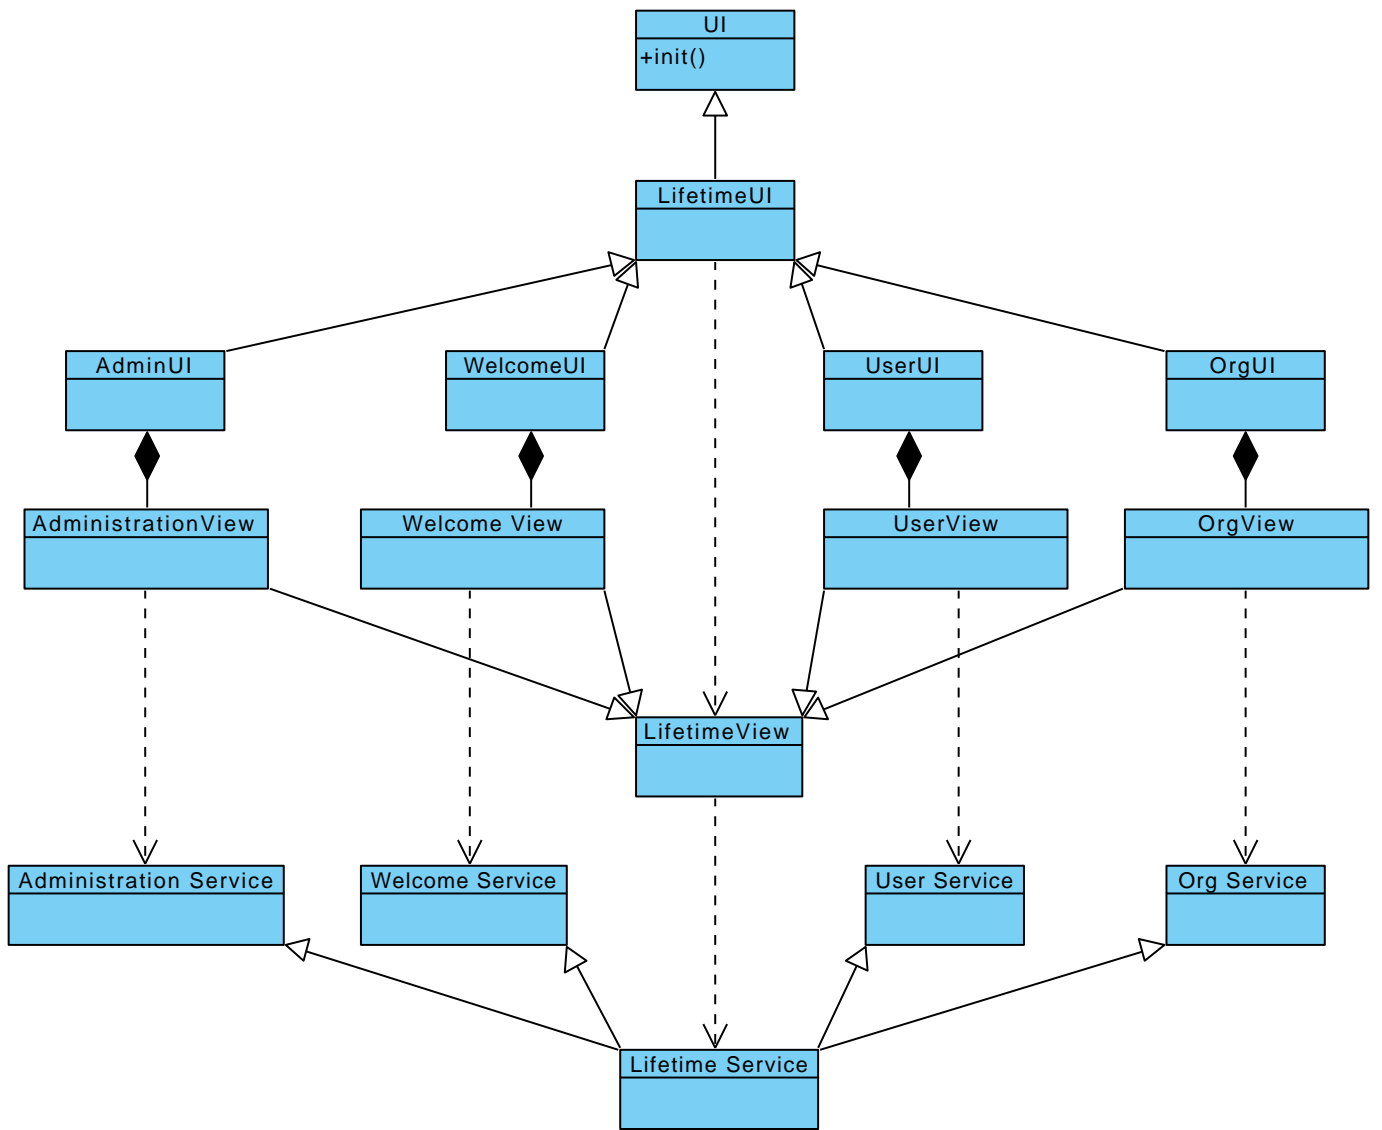 UI
+init()
LifetimeUI
AdminUI
WelcomeUI
UserUI
OrgUI
AdministrationView
Welcome View
UserView
OrgView
LifetimeView
Administration Service
Welcome Service
User Service
Org Service
Lifetime Service